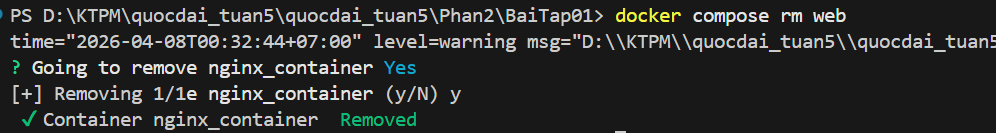 PS D:\KTPM\quocdai_tuan5\quocdai_tuan5\Phan2\BaiTap01> docker compose rm web
time="2026-04-08T00:32:44+07:00" level=warning msg="D:\\KTPM\\quocdai_tuan5\\quocdai_tuan5
? Going to remove nginx_container Yes
[+] Removing 1/1e nginx_container (y/N) y
✓ Container nginx_container Removed